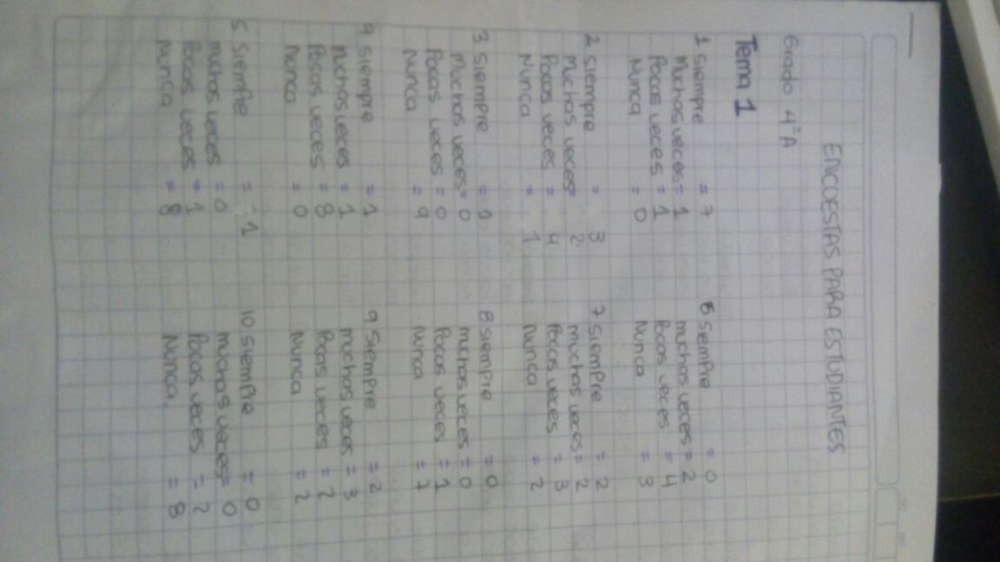 ENCUESTAS PARA ESTUDIANTES
Grado 4=A
Tema 1
1 Siempre = 7
Muchas veces = 1
Pocas veces = 1
Nunca = 0
2 Siempre = 3
Muchas veces = 2
Pocas veces = 4
Nunca = 1
3 Siempre = 1
Muchas veces = 0
Pocas veces = 0
Nunca = 9
4 Siempre = 1
Muchas veces = 1
Pocas veces = 8
Nunca = 0
5 Siempre = 1
muchas veces = 0
Pocas veces = 1
Nunca = 8
6 Siempre = 0
muchas veces = 2
Pocas veces = 4
Nunca = 3
7 Siempre = 2
muchas veces = 2
Pocas veces = 3
Nunca = 2
8 Siempre = 0
muchas veces = 0
Pocas veces = 1
Nunca = 7
9 Siempre = 2
muchas veces = 3
Pocas veces = 2
Nunca = 2
10 Siempre = 0
muchas veces = 0
Pocas veces = 2
Nunca. = 8